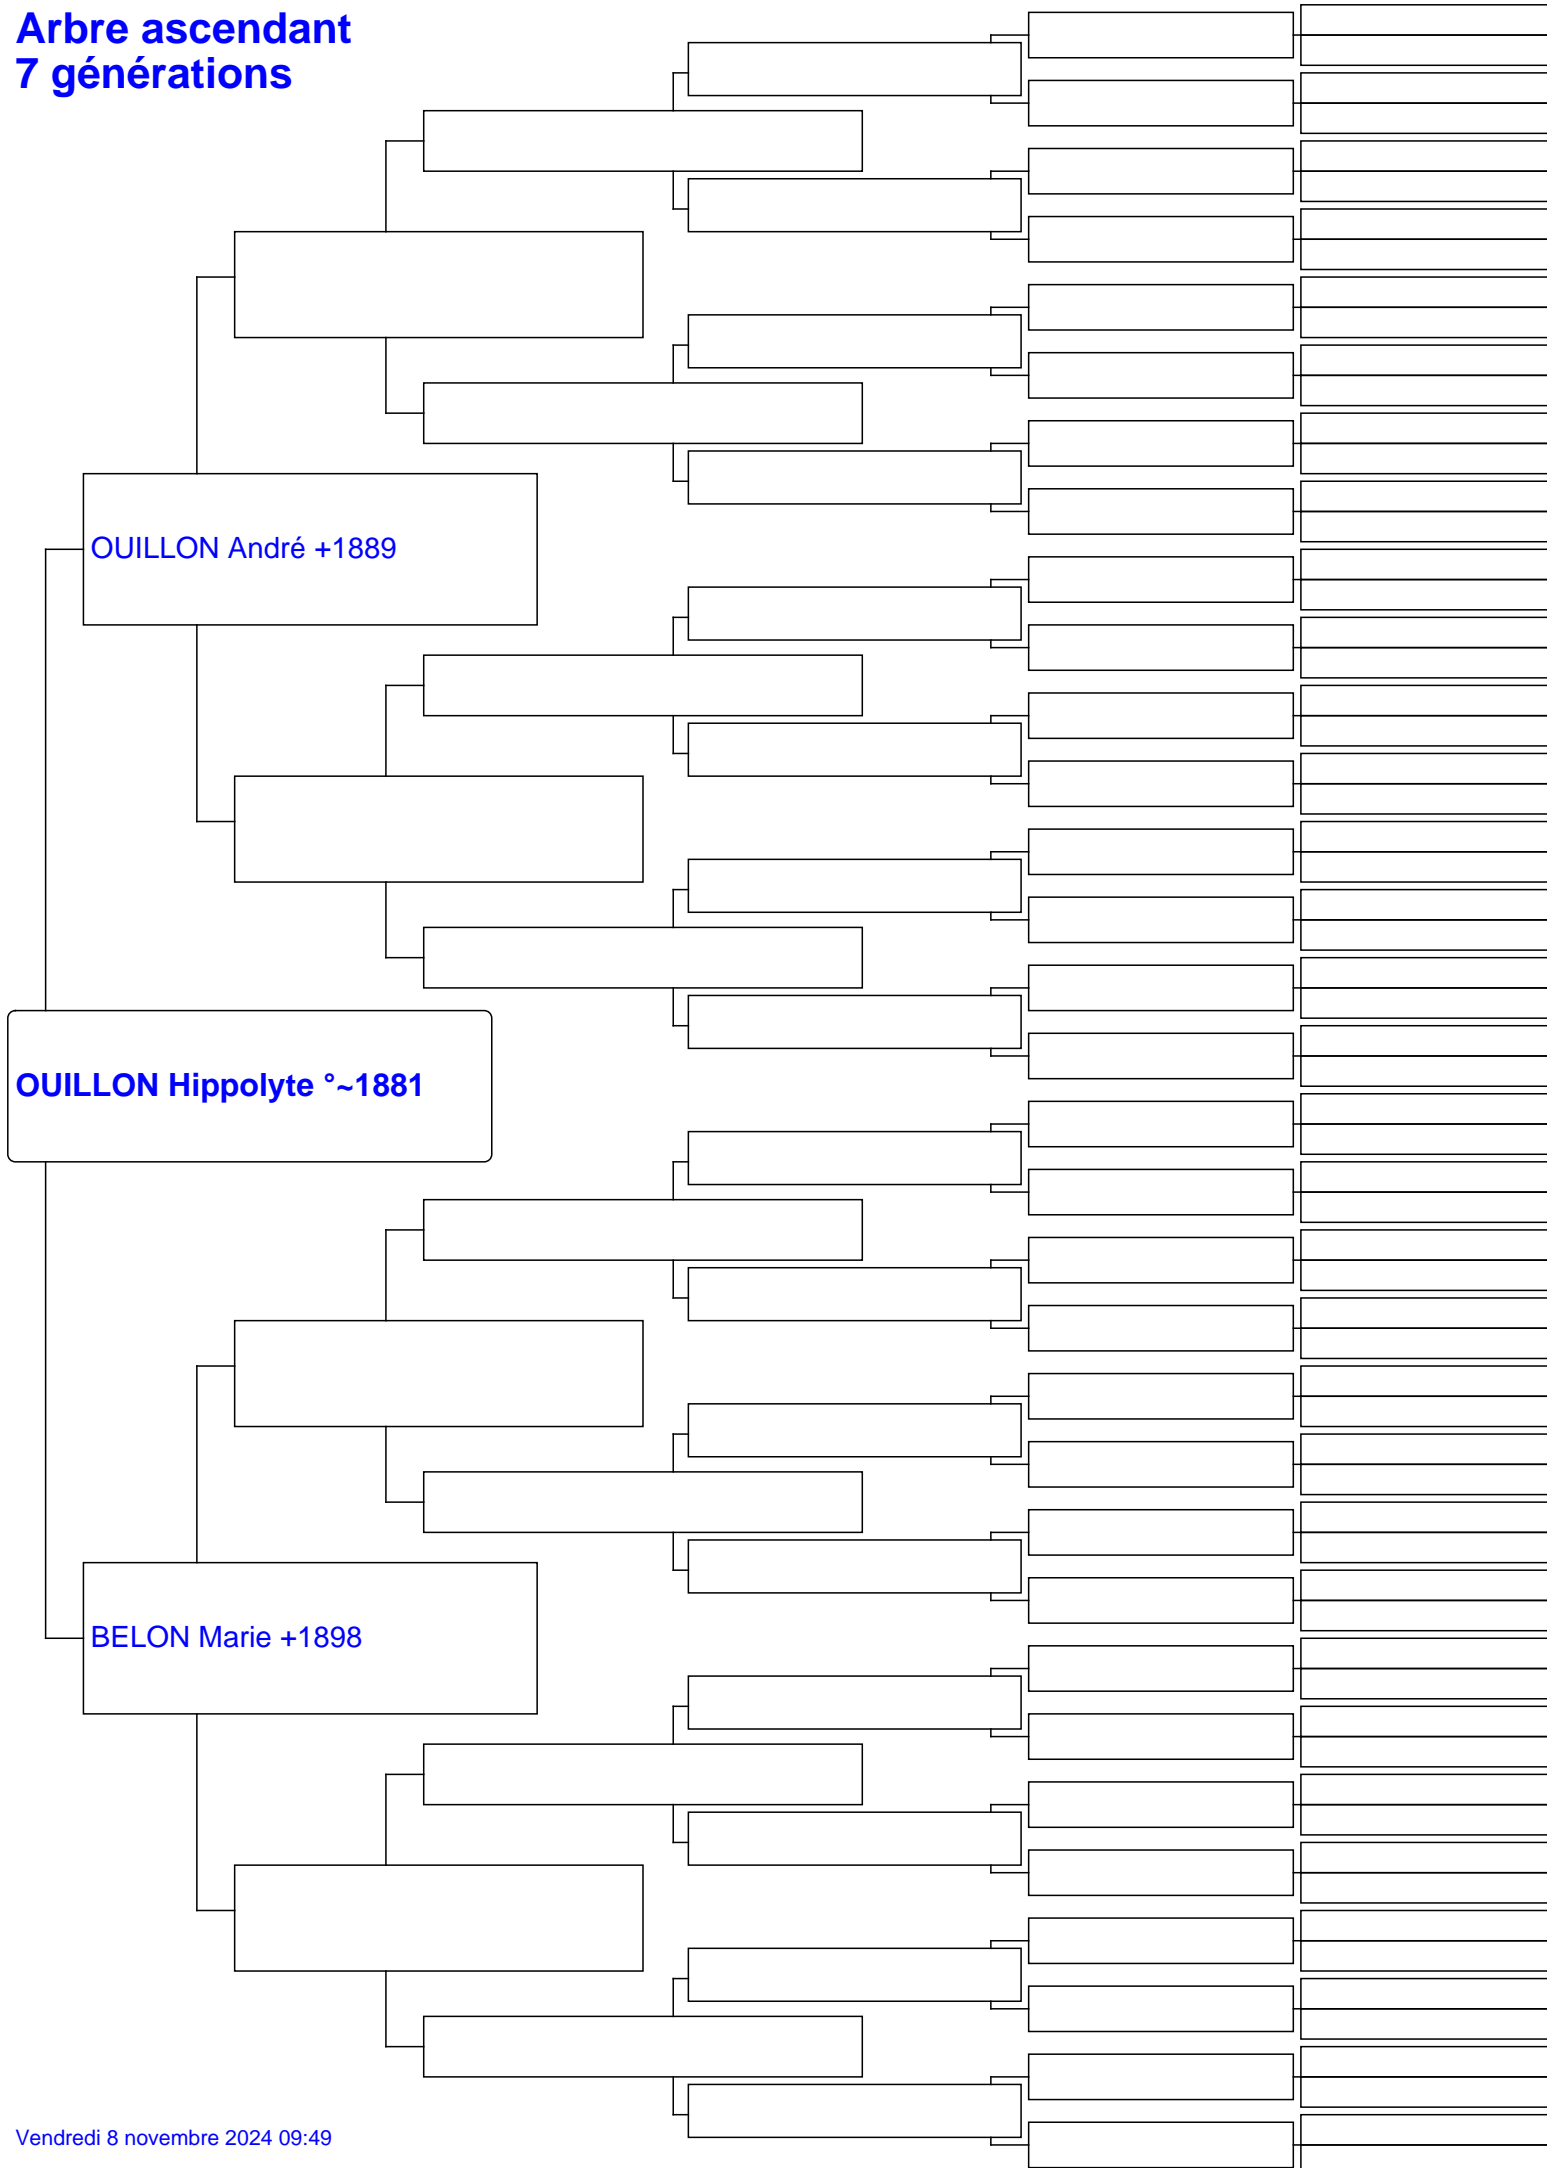 Arbre ascendant
7 générations
OUILLON André +1889
OUILLON Hippolyte °~1881
BELON Marie +1898
Vendredi 8 novembre 2024 09:49